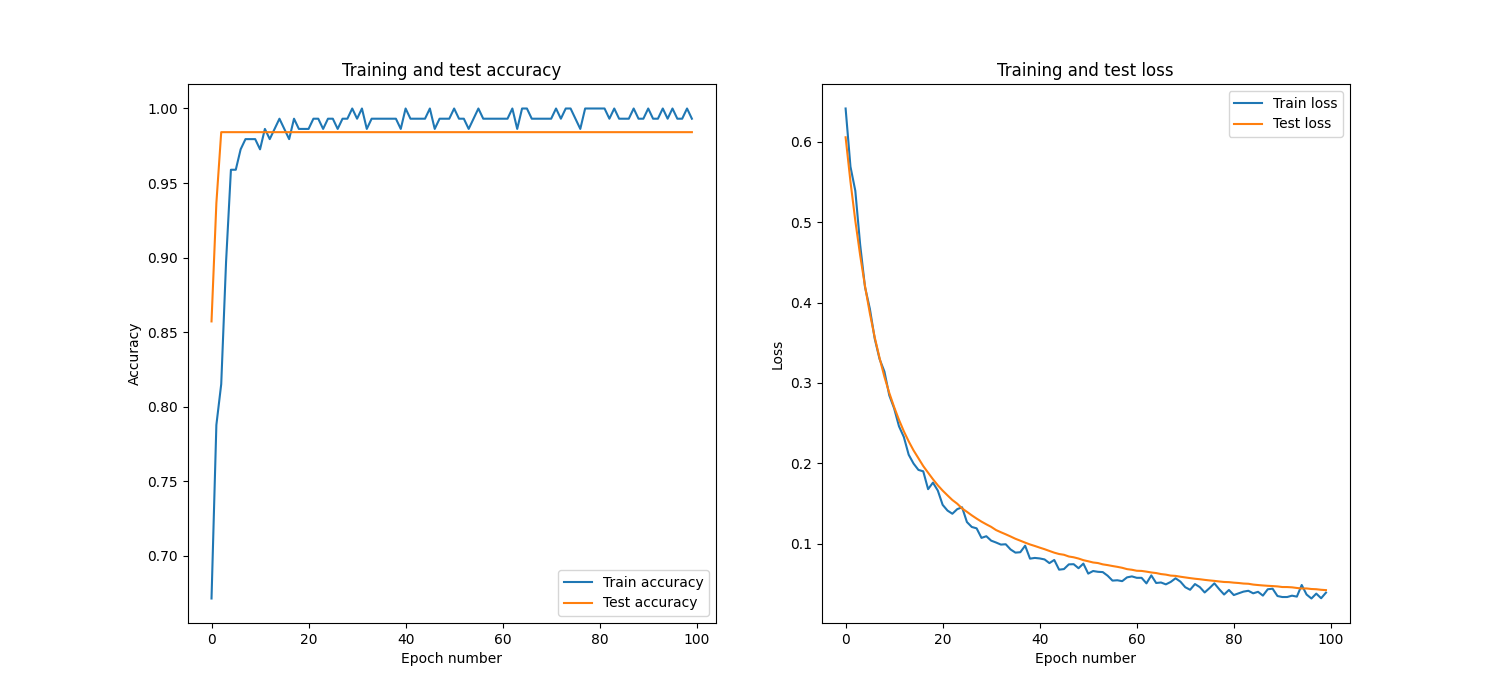 Training and test accuracy
1.00
0.95
0.90
0.85
0.80
0.75
0.70
Accuracy
0
20
40
60
80
100
Epoch number
Train accuracy
Test accuracy
Training and test loss
0.6
0.5
0.4
0.3
0.2
0.1
Loss
0
20
40
60
80
100
Epoch number
Train loss
Test loss